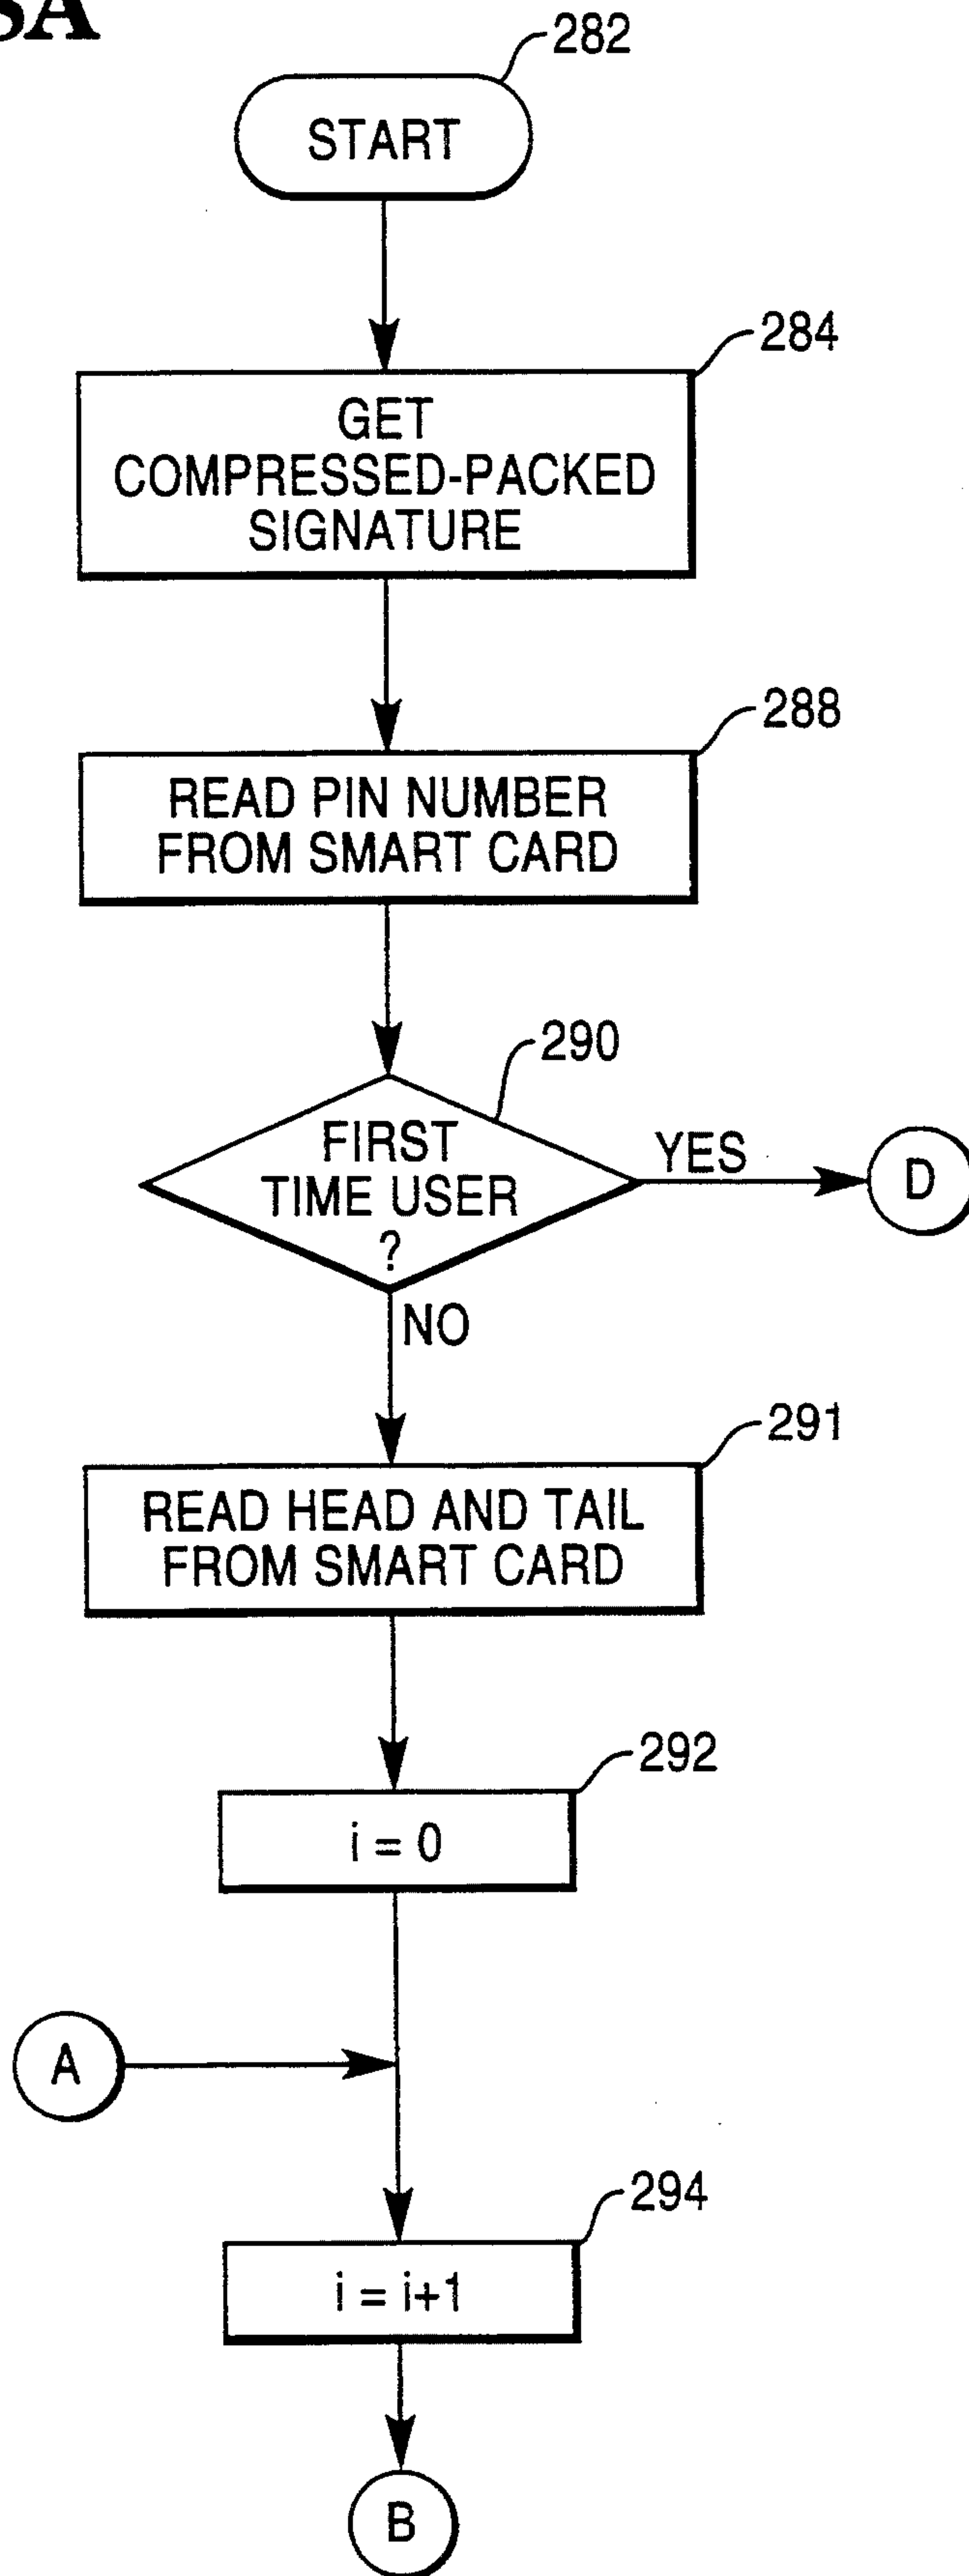 282
START
284
GET
COMPRESSED-PACKED
SIGNATURE
288
READ PIN NUMBER
FROM SMART CARD
290
FIRST
TIME USER
?
YES
D
NO
291
READ HEAD AND TAIL
FROM SMART CARD
292
i = 0
A
294
i = i+1
B